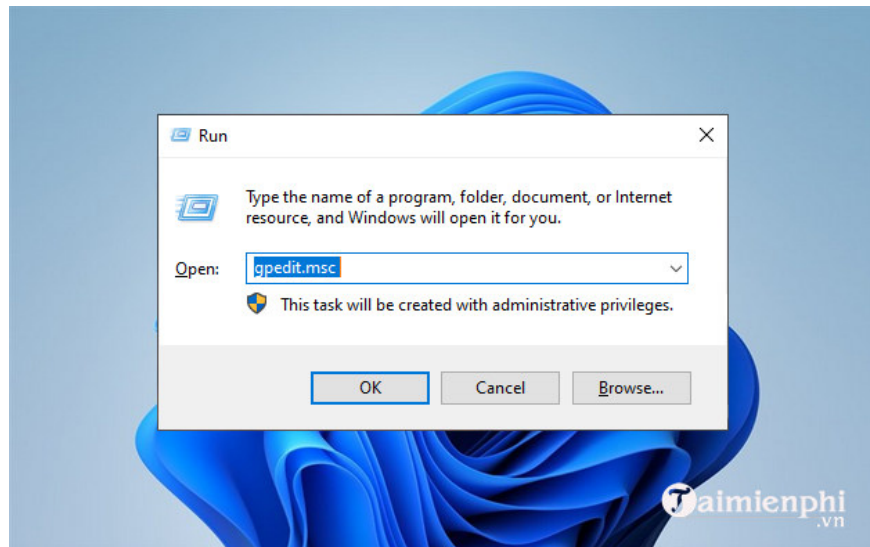 Run
Type the name of a program, folder, document, or Internet
resource, and Windows will open it for you.
Open: gpedit.msc
This task will be created with administrative privileges.
OK Cancel Browse...
Taimienphi
.vn